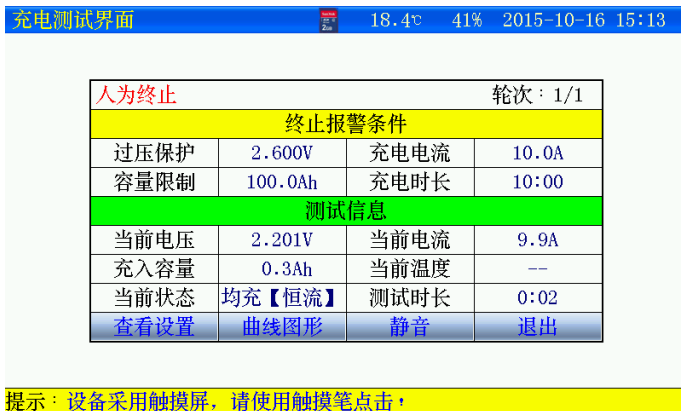 充电测试界面 18.4℃ 41% 2015-10-16 15:13
人为终止 轮次：1/1
终止报警条件
过压保护 2.600V 充电电流 10.0A
容量限制 100.0Ah 充电时长 10:00
测试信息
当前电压 2.201V 当前电流 9.9A
充入容量 0.3Ah 当前温度 --
当前状态 均充【恒流】 测试时长 0:02
查看设置 曲线图形 静音 退出
提示：设备采用触摸屏，请使用触摸笔点击！